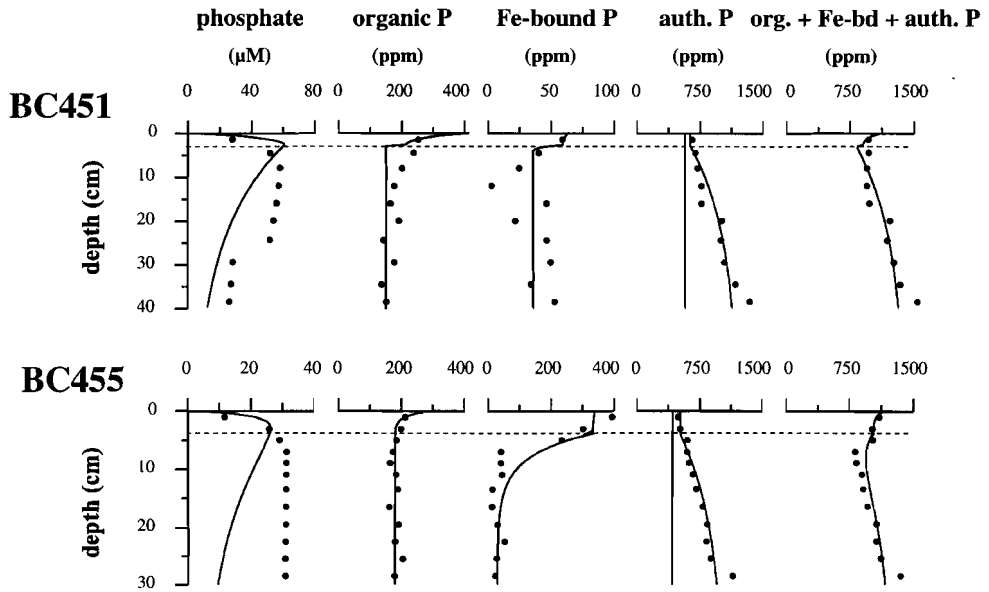 phosphate organic P Fe-bound P auth. P org. + Fe-bd + auth. P
(µM) (ppm) (ppm) (ppm) (ppm)
BC451
0 40 80 0 200 400 0 50 100 0 750 1500 0 750 1500
0
10
20
30
40
depth (cm)
BC455
0 20 40 0 200 400 0 200 400 0 750 1500 0 750 1500
0
10
20
30
depth (cm)